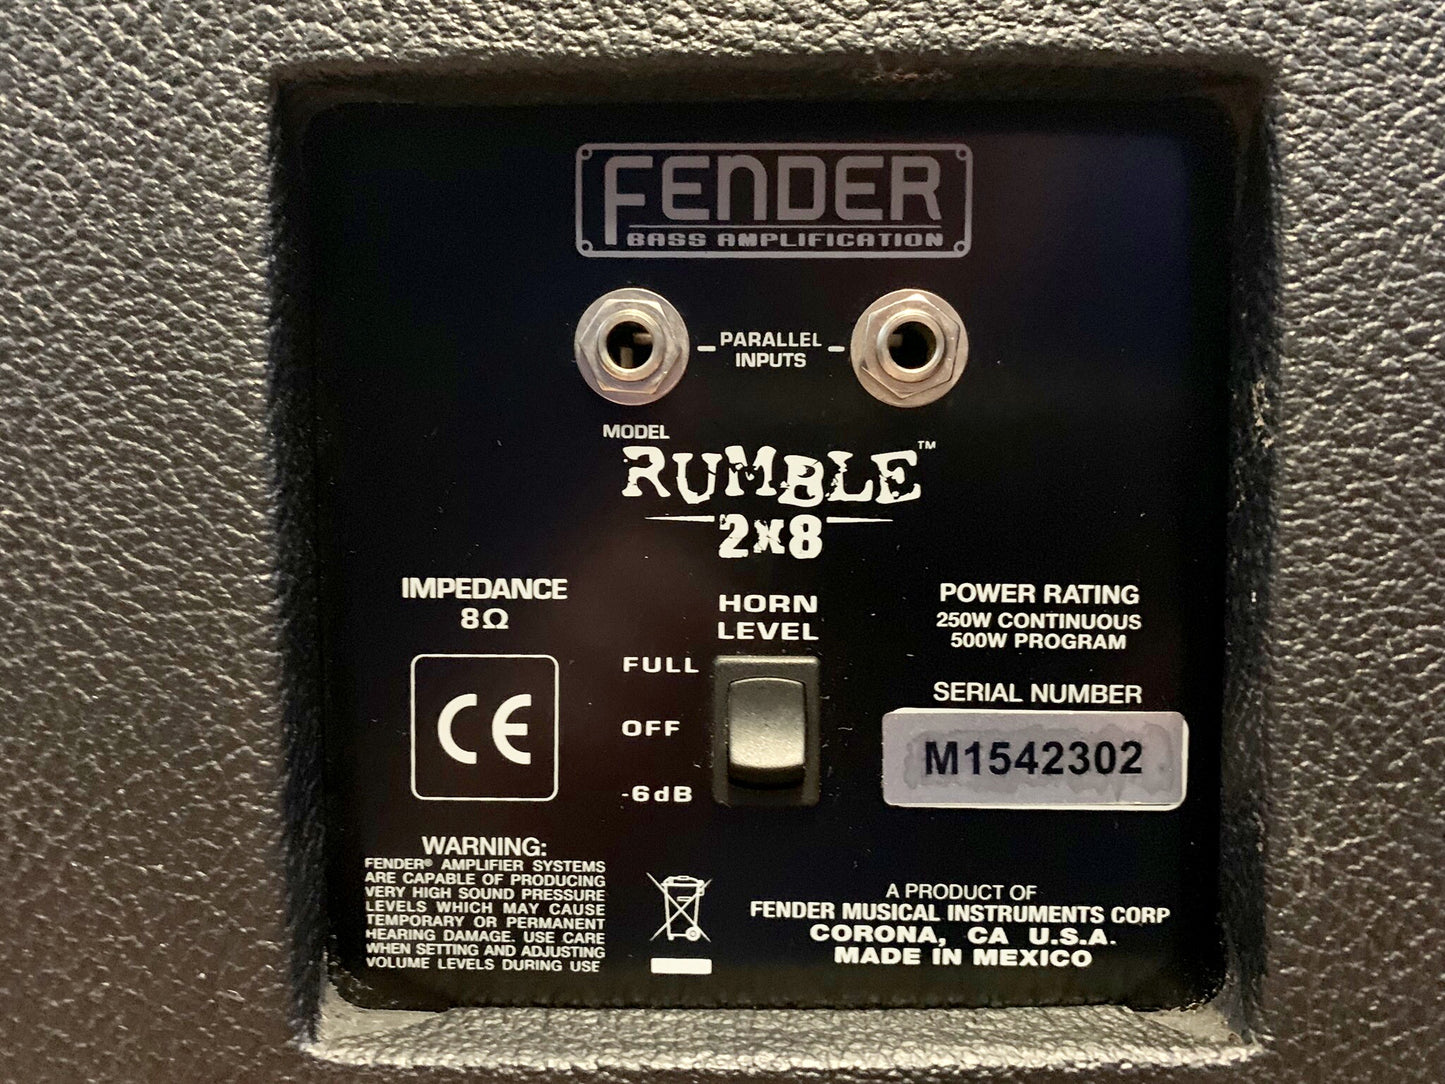 FENDER
BASS AMPLIFICATION
PARALLEL
INPUTS
MODEL
RUMBLE™
2x8
IMPEDANCE
8Ω
HORN
LEVEL
FULL
OFF
-6dB
POWER RATING
250W CONTINUOUS
500W PROGRAM
SERIAL NUMBER
M1542302
CE
WARNING:
FENDER® AMPLIFIER SYSTEMS
ARE CAPABLE OF PRODUCING
VERY HIGH SOUND PRESSURE
LEVELS WHICH MAY CAUSE
TEMPORARY OR PERMANENT
HEARING DAMAGE. USE CARE
WHEN SETTING AND ADJUSTING
VOLUME LEVELS DURING USE
A PRODUCT OF
FENDER MUSICAL INSTRUMENTS CORP
CORONA, CA U.S.A.
MADE IN MEXICO